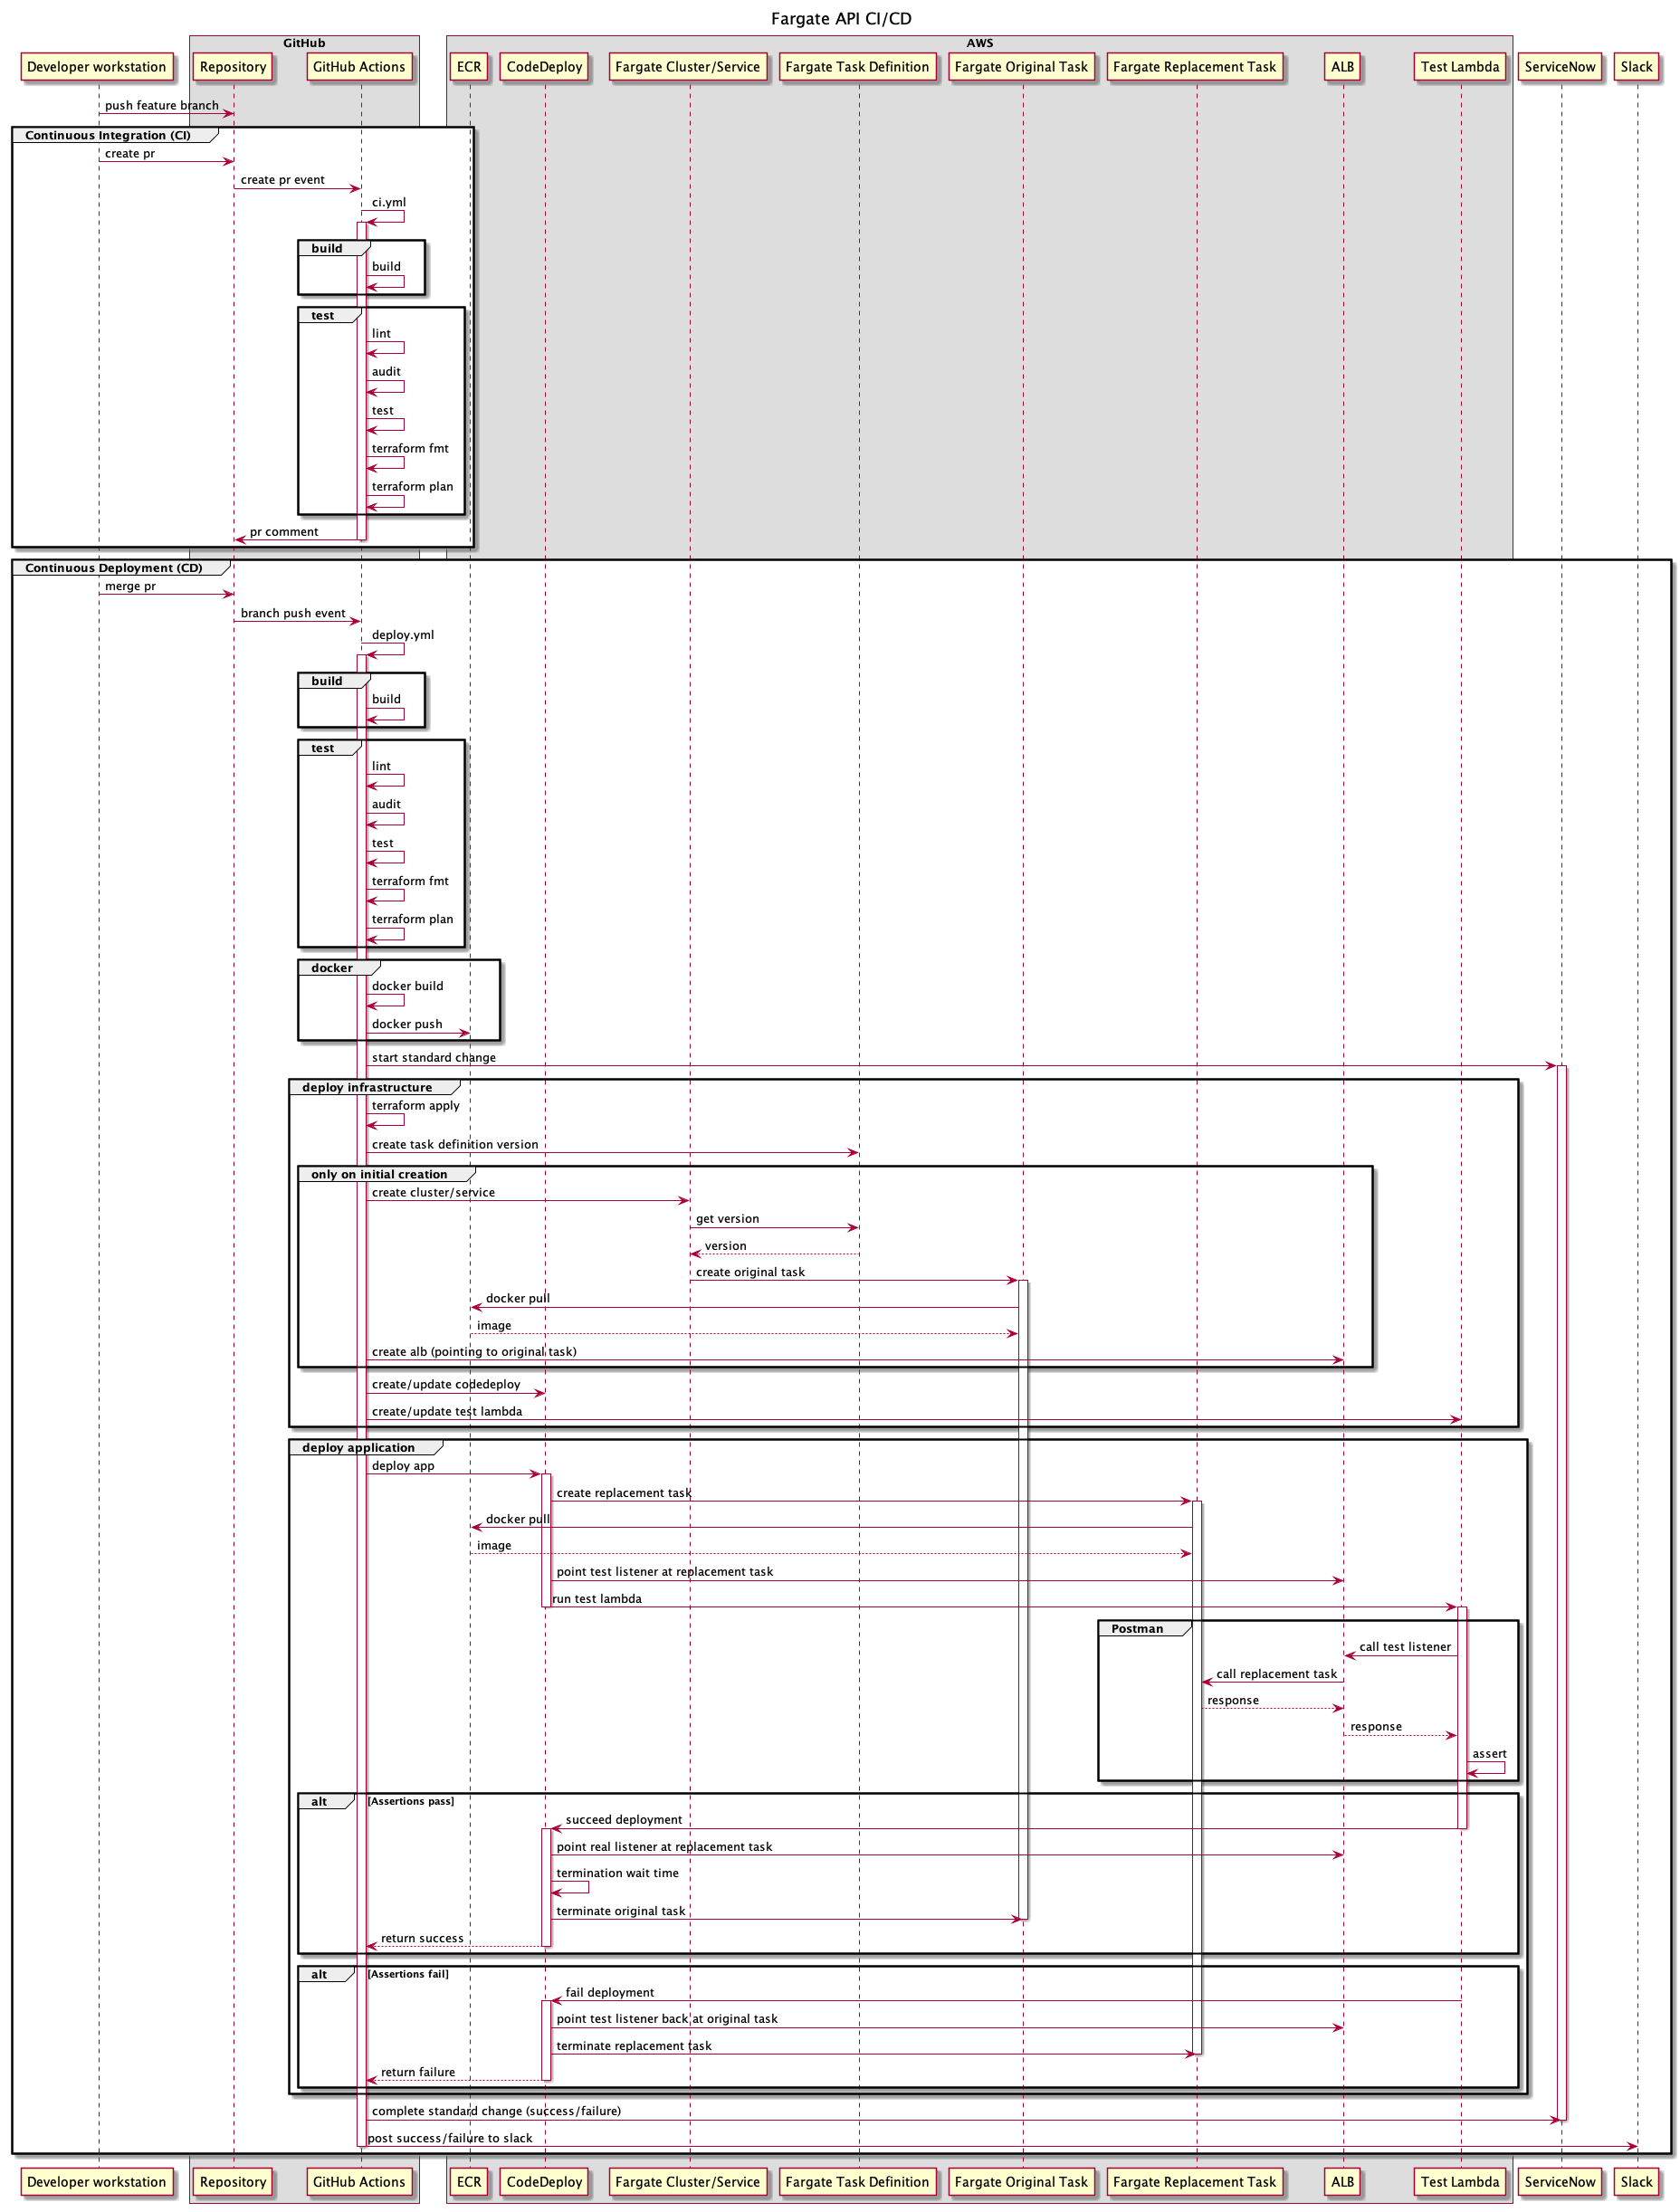 Fargate API CI/CD
GitHub
AWS
Developer workstation
Repository
GitHub Actions
ECR
CodeDeploy
Fargate Cluster/Service
Fargate Task Definition
Fargate Original Task
Fargate Replacement Task
ALB
Test Lambda
ServiceNow
Slack
push feature branch
Continuous Integration (CI)
create pr
create pr event
ci.yml
build
build
test
lint
audit
test
terraform fmt
terraform plan
pr comment
Continuous Deployment (CD)
merge pr
branch push event
deploy.yml
build
build
test
lint
audit
test
terraform fmt
terraform plan
docker
docker build
docker push
start standard change
deploy infrastructure
terraform apply
create task definition version
only on initial creation
create cluster/service
get version
version
create original task
docker pull
image
create alb (pointing to original task)
create/update codedeploy
create/update test lambda
deploy application
deploy app
create replacement task
docker pull
image
point test listener at replacement task
run test lambda
Postman
call test listener
call replacement task
response
response
assert
alt [Assertions pass]
succeed deployment
point real listener at replacement task
termination wait time
terminate original task
return success
alt [Assertions fail]
fail deployment
point test listener back at original task
terminate replacement task
return failure
complete standard change (success/failure)
post success/failure to slack
Developer workstation
Repository
GitHub Actions
ECR
CodeDeploy
Fargate Cluster/Service
Fargate Task Definition
Fargate Original Task
Fargate Replacement Task
ALB
Test Lambda
ServiceNow
Slack